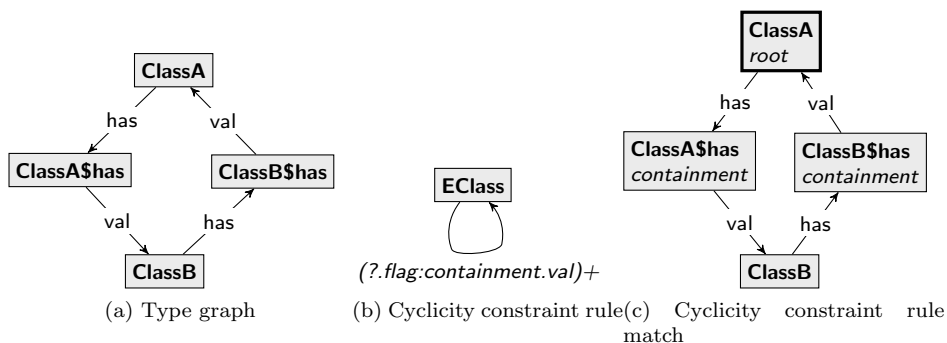 ClassA
has
val
ClassA$has
ClassB$has
val
has
ClassB
(a) Type graph
EClass
(?.flag:containment.val)+
(b) Cyclicity constraint rule
ClassA
root
has
val
ClassA$has
containment
ClassB$has
containment
val
has
ClassB
(c) Cyclicity constraint rule
match